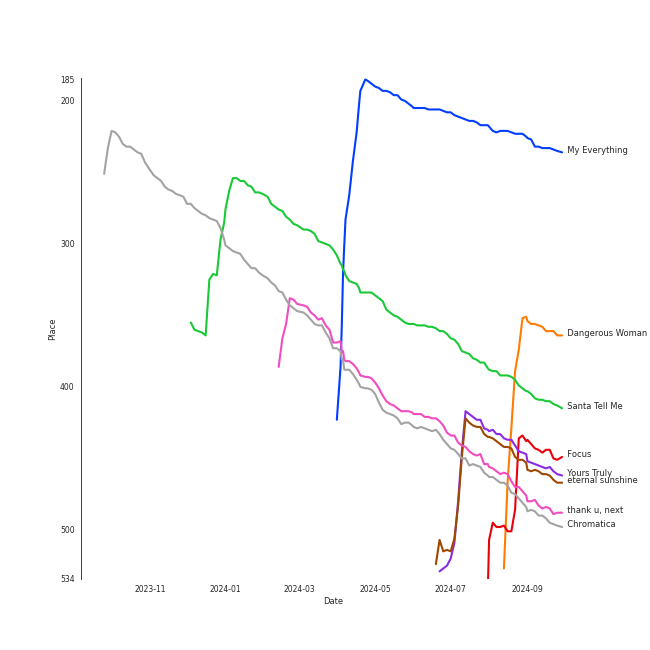 185
200
300
400
500
534
Place
2023-11
2024-01
2024-03
2024-05
2024-07
2024-09
Date
My Everything
Dangerous Woman
Santa Tell Me
Focus
Yours Truly
eternal sunshine
thank u, next
Chromatica